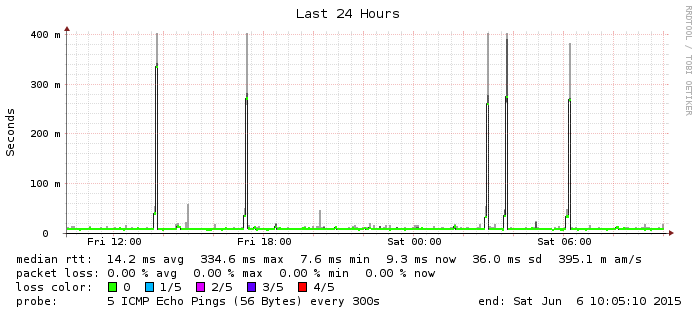 Last 24 Hours
RRDTOOL / TOBI OETIKER
Seconds
400 m
300 m
200 m
100 m
0
Fri 12:00 Fri 18:00 Sat 00:00 Sat 06:00
median rtt: 14.2 ms avg 334.6 ms max 7.6 ms min 9.3 ms now 36.0 ms sd 395.1 m am/s
packet loss: 0.00 % avg 0.00 % max 0.00 % min 0.00 % now
loss color: 0 1/5 2/5 3/5 4/5
probe: 5 ICMP Echo Pings (56 Bytes) every 300s end: Sat Jun 6 10:05:10 2015